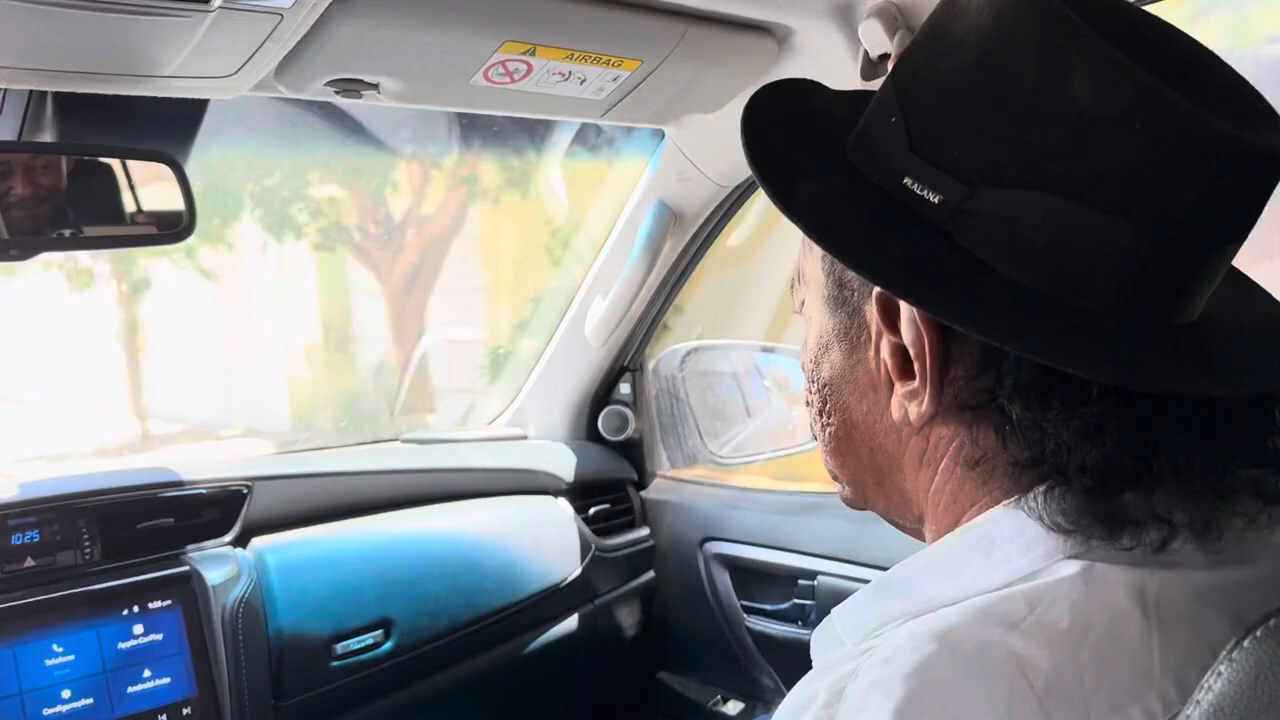 AIRBAG
PRALANA
10:25
Telefone
Apple CarPlay
Configurações
Android Auto